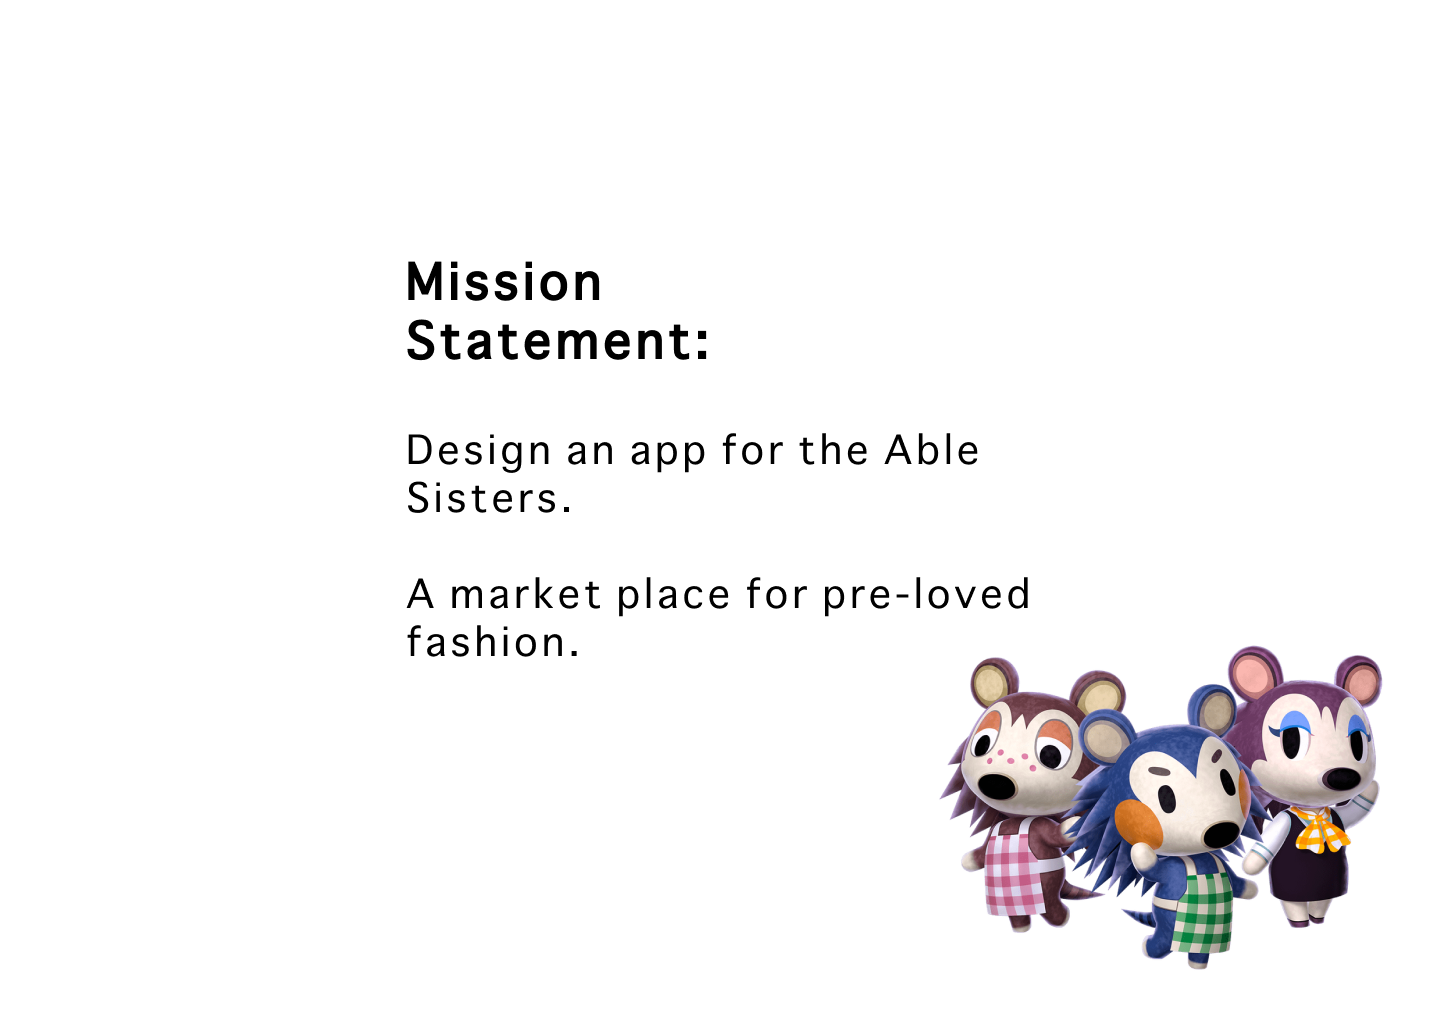 Mission
Statement:
Design an app for the Able
Sisters.
A market place for pre-loved
fashion.